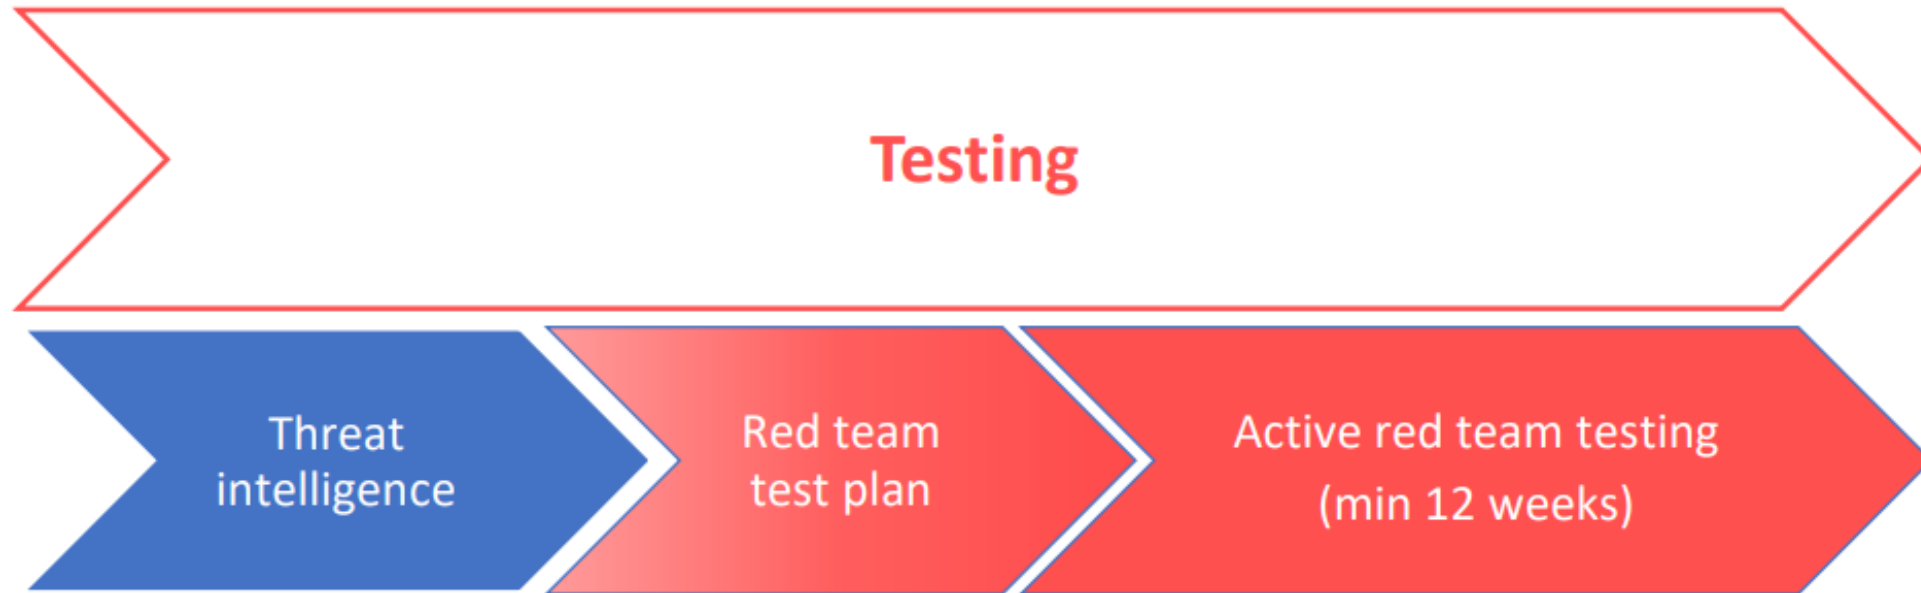 Testing
Threat
intelligence
Red team
test plan
Active red team testing
(min 12 weeks)